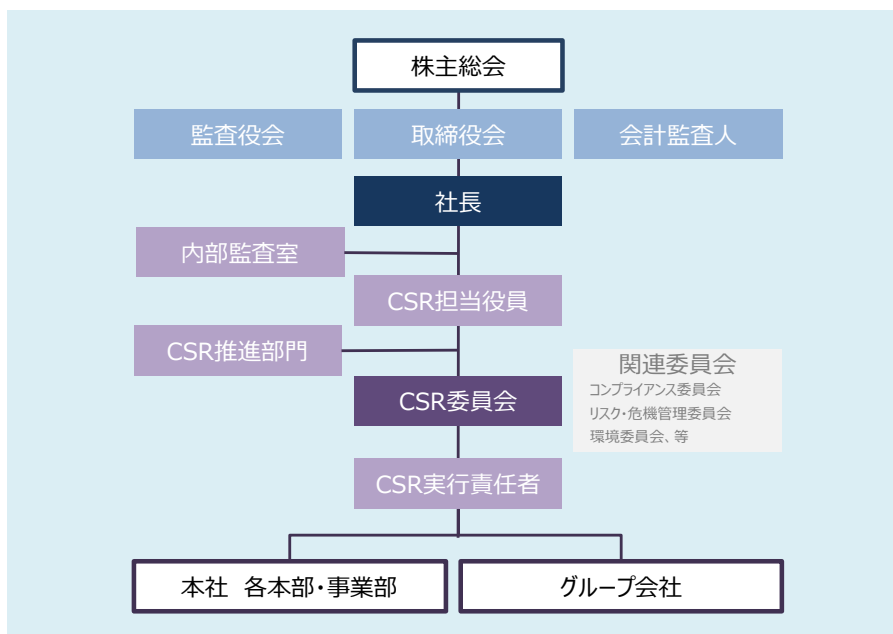 株主総会
監査役会
取締役会
会計監査人
社長
内部監査室
CSR担当役員
CSR推進部門
関連委員会
コンプライアンス委員会
リスク・危機管理委員会
環境委員会、等
CSR委員会
CSR実行責任者
本社　各本部・事業部
グループ会社